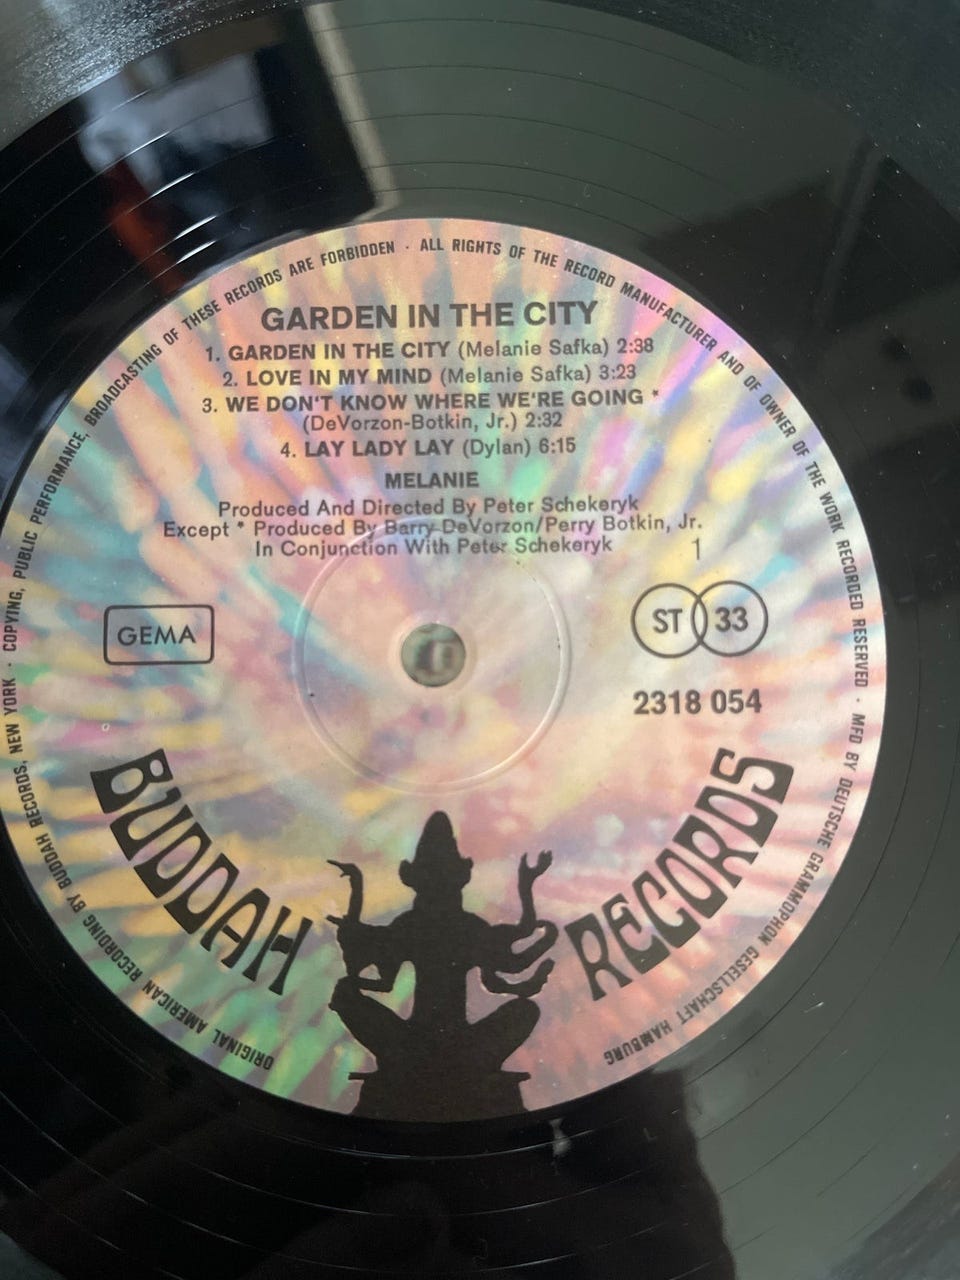 ORIGINAL AMERICAN RECORDING BY BUDDAH RECORDS, NEW YORK · COPYING, PUBLIC PERFORMANCE, BROADCASTING OF THESE RECORDS ARE FORBIDDEN · ALL RIGHTS OF THE RECORD MANUFACTURER AND OF OWNER OF THE WORK RECORDED RESERVED · MFD BY DEUTSCHE GRAMMOPHON GESELLSCHAFT HAMBURG
GARDEN IN THE CITY
1. GARDEN IN THE CITY (Melanie Safka) 2:38
2. LOVE IN MY MIND (Melanie Safka) 3:23
3. WE DON'T KNOW WHERE WE'RE GOING *
(DeVorzon-Botkin, Jr.) 2:32
4. LAY LADY LAY (Dylan) 6:15
MELANIE
Produced And Directed By Peter Schekeryk
Except * Produced By Barry DeVorzon/Perry Botkin, Jr.
In Conjunction With Peter Schekeryk
1
GEMA
ST 33
2318 054
BUDDAH RECORDS